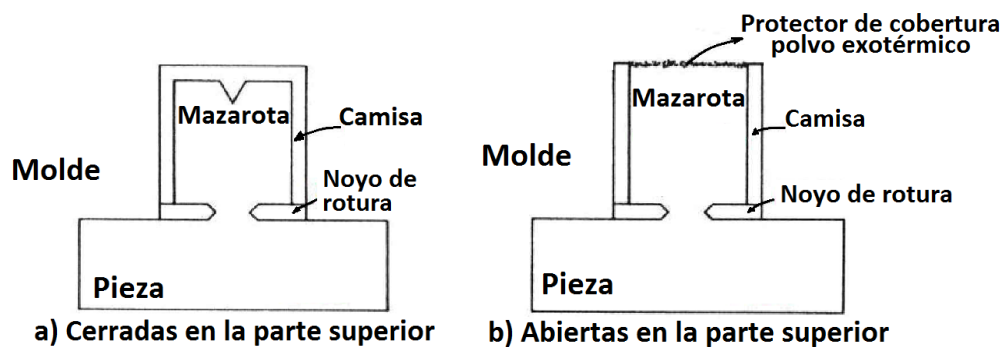 Mazarota
Camisa
Molde
Noyo de
rotura
Pieza
a) Cerradas en la parte superior
Protector de cobertura
polvo exotérmico
Mazarota
Camisa
Molde
Noyo de rotura
Pieza
b) Abiertas en la parte superior